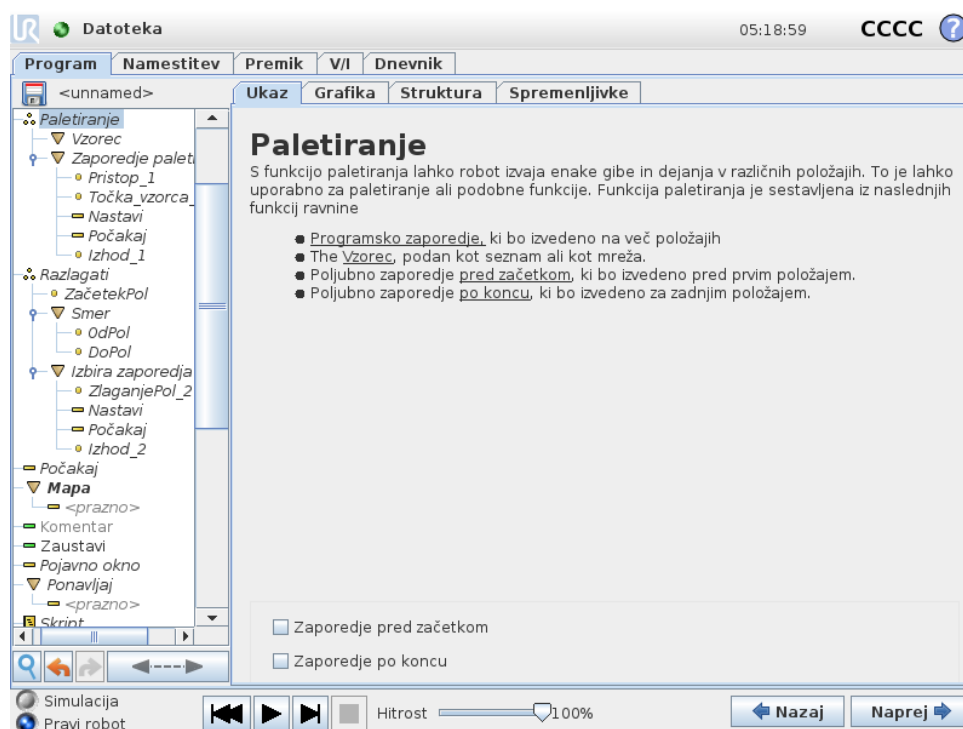 UR Datoteka 05:18:59 CCCC ?
Program Namestitev Premik V/I Dnevnik
<unnamed>
Ukaz Grafika Struktura Spremenljivke
Paletiranje
Vzorec
Zaporedje paleti
Pristop_1
Točka_vzorca_
Nastavi
Počakaj
Izhod_1
Razlagati
ZačetekPol
Smer
OdPol
DoPol
Izbira zaporedja
ZlaganjePol_2
Nastavi
Počakaj
Izhod_2
Počakaj
Mapa
<prazno>
Komentar
Zaustavi
Pojavno okno
Ponavljaj
<prazno>
Skript
Paletiranje
S funkcijo paletiranja lahko robot izvaja enake gibe in dejanja v različnih položajih. To je lahko
uporabno za paletiranje ali podobne funkcije. Funkcija paletiranja je sestavljena iz naslednjih
funkcij ravnine
Programsko zaporedje, ki bo izvedeno na več položajih
The Vzorec, podan kot seznam ali kot mreža.
Poljubno zaporedje pred začetkom, ki bo izvedeno pred prvim položajem.
Poljubno zaporedje po koncu, ki bo izvedeno za zadnjim položajem.
Zaporedje pred začetkom
Zaporedje po koncu
Simulacija
Pravi robot
Hitrost 100%
Nazaj Naprej